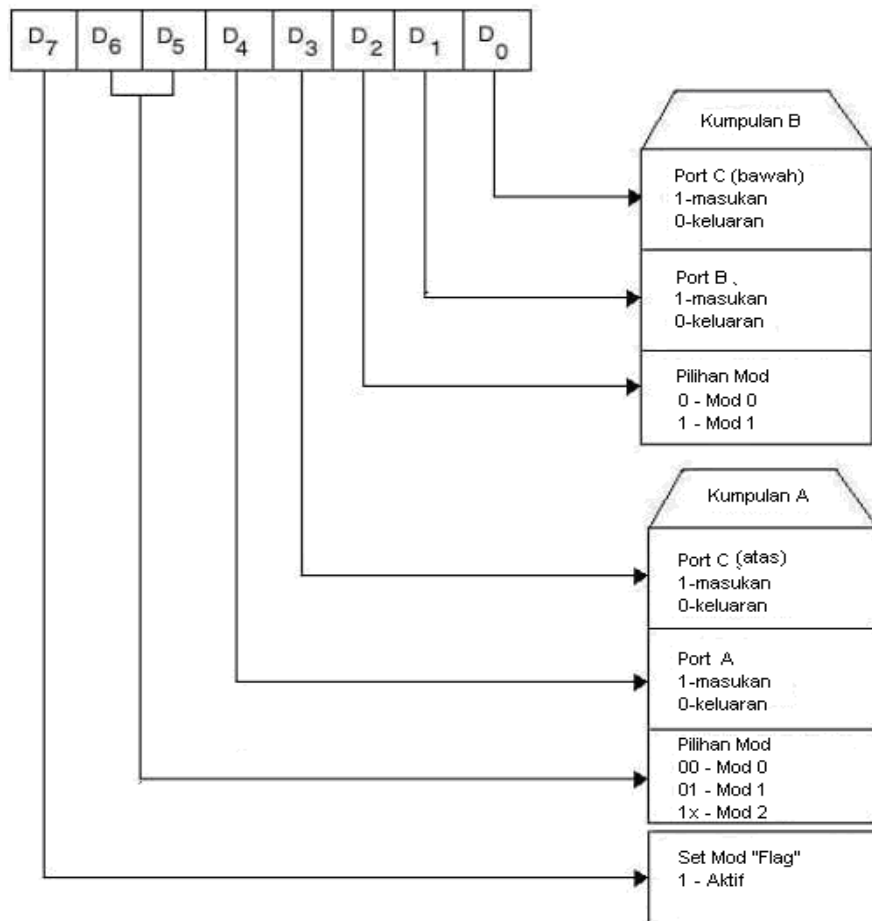 D7 D6 D5 D4 D3 D2 D1 D0
Kumpulan B
Port C (bawah)
1-masukan
0-keluaran
Port B 、
1-masukan
0-keluaran
Pilihan Mod
0 - Mod 0
1 - Mod 1
Kumpulan A
Port C (atas)
1-masukan
0-keluaran
Port A
1-masukan
0-keluaran
Pilihan Mod
00 - Mod 0
01 - Mod 1
1x - Mod 2
Set Mod "Flag"
1 - Aktif